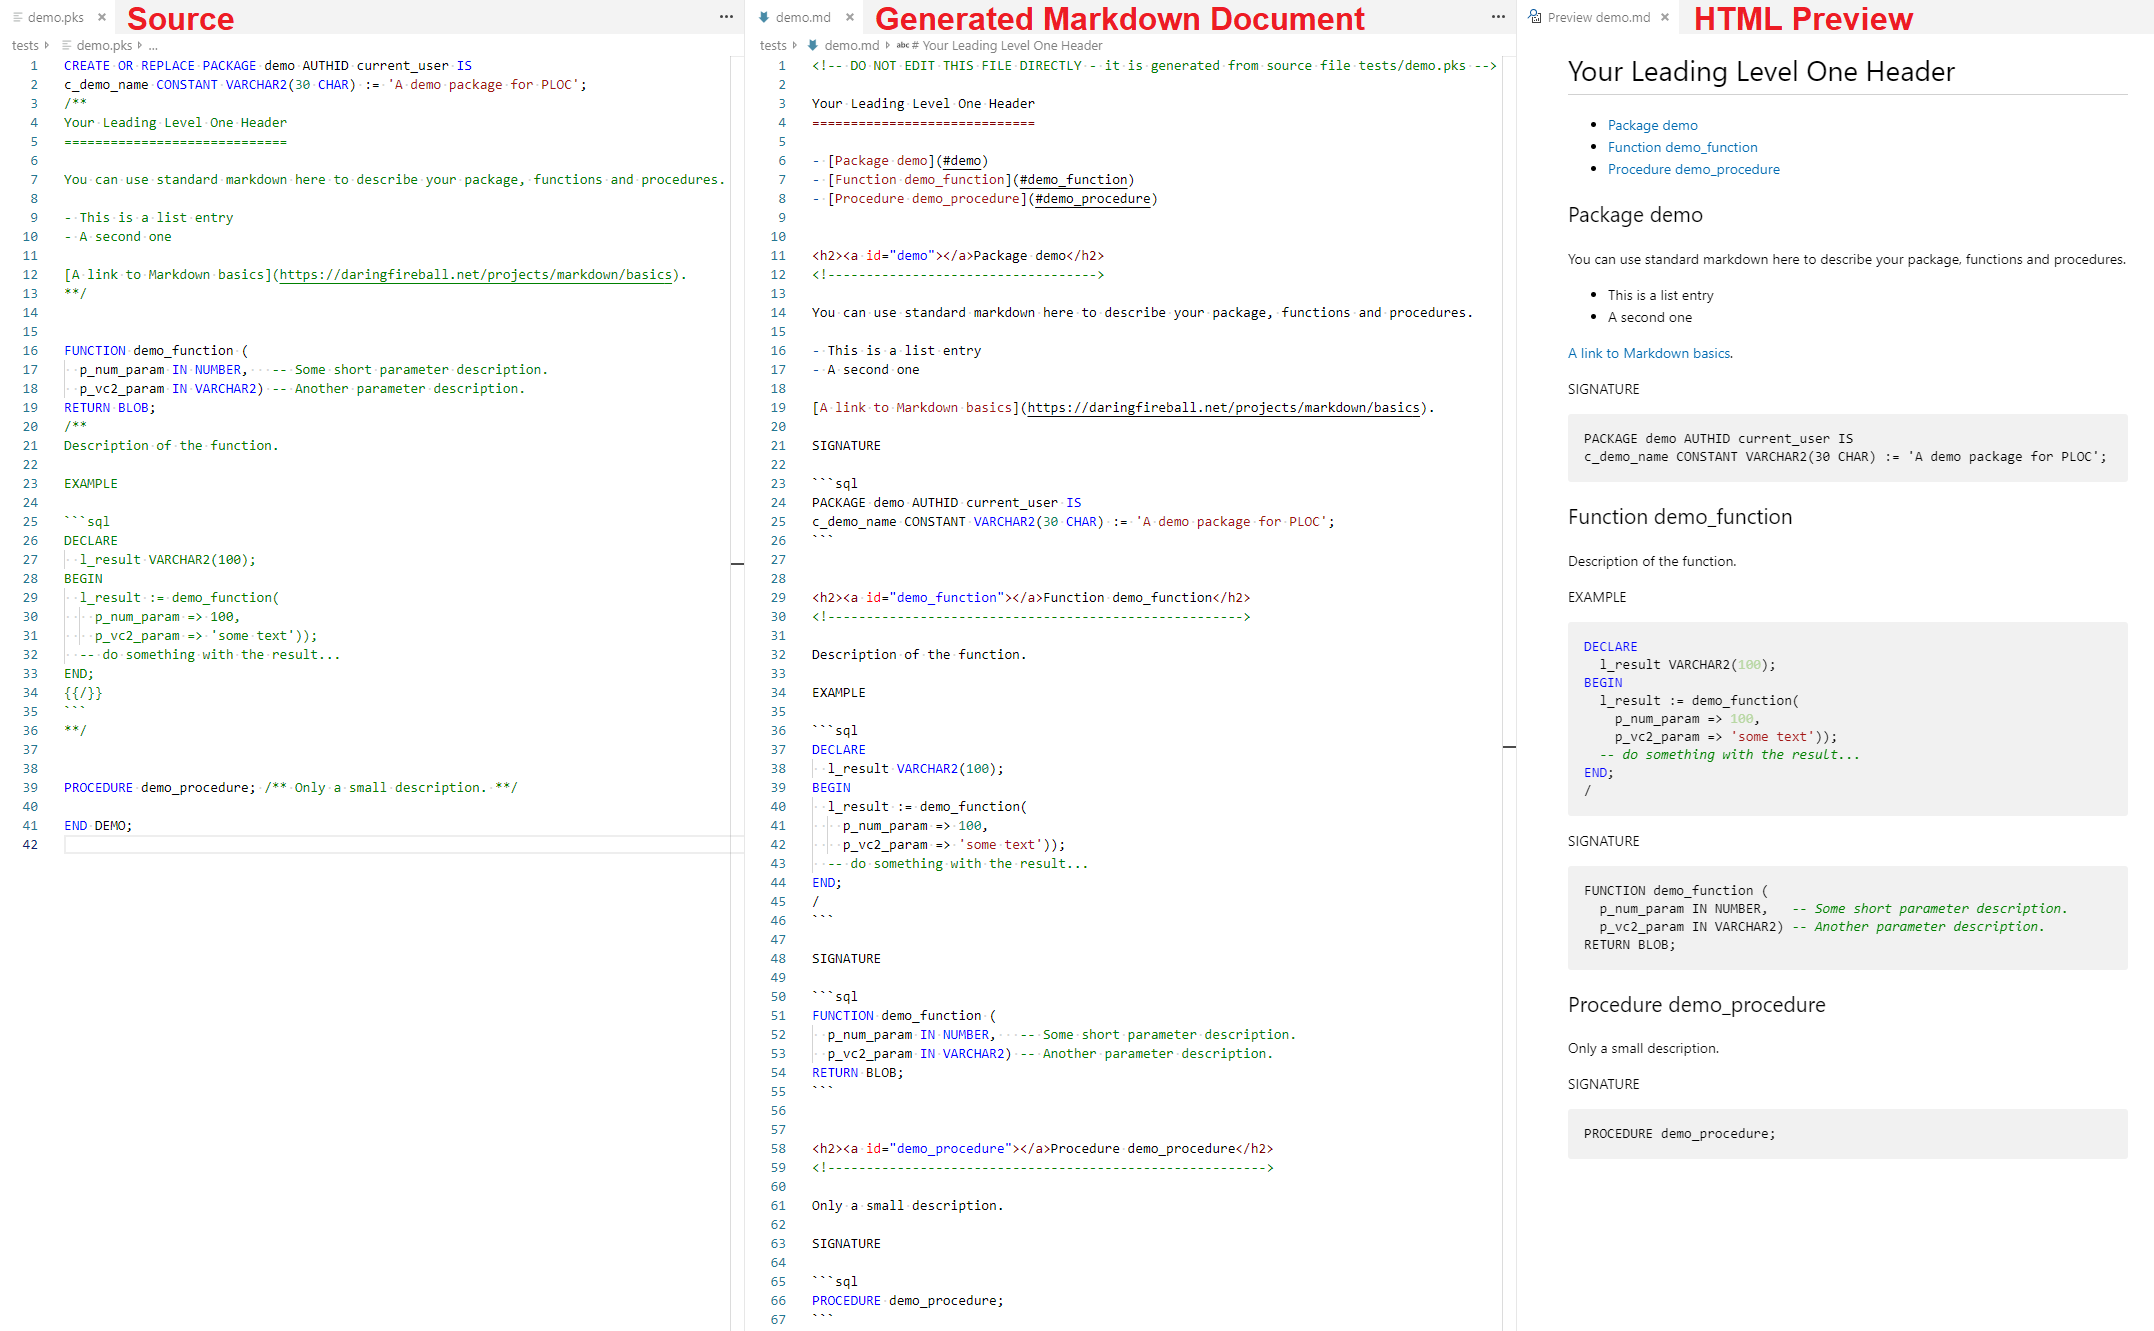 demo.pks × Source ···
tests › demo.pks › ...
1 CREATE OR REPLACE PACKAGE demo AUTHID current_user IS
2 c_demo_name CONSTANT VARCHAR2(30 CHAR) := 'A demo package for PLOC';
3 /**
4 Your Leading Level One Header
5 =============================
6
7 You can use standard markdown here to describe your package, functions and procedures.
8
9 - This is a list entry
10 - A second one
11
12 [A link to Markdown basics](https://daringfireball.net/projects/markdown/basics).
13 **/
14
15
16 FUNCTION demo_function (
17   p_num_param IN NUMBER,   -- Some short parameter description.
18   p_vc2_param IN VARCHAR2) -- Another parameter description.
19 RETURN BLOB;
20 /**
21 Description of the function.
22
23 EXAMPLE
24
25 ```sql
26 DECLARE
27   l_result VARCHAR2(100);
28 BEGIN
29   l_result := demo_function(
30     p_num_param => 100,
31     p_vc2_param => 'some text'));
32   -- do something with the result...
33 END;
34 {{/}}
35 ```
36 **/
37
38
39 PROCEDURE demo_procedure; /** Only a small description. **/
40
41 END DEMO;
42
demo.md × Generated Markdown Document ···
tests › demo.md › abc # Your Leading Level One Header
1 <!-- DO NOT EDIT THIS FILE DIRECTLY - it is generated from source file tests/demo.pks -->
2
3 Your Leading Level One Header
4 =============================
5
6 - [Package demo](#demo)
7 - [Function demo_function](#demo_function)
8 - [Procedure demo_procedure](#demo_procedure)
9
10
11 <h2><a id="demo"></a>Package demo</h2>
12 <!----------------------------------->
13
14 You can use standard markdown here to describe your package, functions and procedures.
15
16 - This is a list entry
17 - A second one
18
19 [A link to Markdown basics](https://daringfireball.net/projects/markdown/basics).
20
21 SIGNATURE
22
23 ```sql
24 PACKAGE demo AUTHID current_user IS
25 c_demo_name CONSTANT VARCHAR2(30 CHAR) := 'A demo package for PLOC';
26 ```
27
28
29 <h2><a id="demo_function"></a>Function demo_function</h2>
30 <!------------------------------------------------------>
31
32 Description of the function.
33
34 EXAMPLE
35
36 ```sql
37 DECLARE
38   l_result VARCHAR2(100);
39 BEGIN
40   l_result := demo_function(
41     p_num_param => 100,
42     p_vc2_param => 'some text'));
43   -- do something with the result...
44 END;
45 /
46 ```
47
48 SIGNATURE
49
50 ```sql
51 FUNCTION demo_function (
52   p_num_param IN NUMBER,   -- Some short parameter description.
53   p_vc2_param IN VARCHAR2) -- Another parameter description.
54 RETURN BLOB;
55 ```
56
57
58 <h2><a id="demo_procedure"></a>Procedure demo_procedure</h2>
59 <!--------------------------------------------------------->
60
61 Only a small description.
62
63 SIGNATURE
64
65 ```sql
66 PROCEDURE demo_procedure;
67 ```
Preview demo.md × HTML Preview
Your Leading Level One Header
• Package demo
• Function demo_function
• Procedure demo_procedure
Package demo
You can use standard markdown here to describe your package, functions and procedures.
• This is a list entry
• A second one
A link to Markdown basics.
SIGNATURE
PACKAGE demo AUTHID current_user IS
c_demo_name CONSTANT VARCHAR2(30 CHAR) := 'A demo package for PLOC';
Function demo_function
Description of the function.
EXAMPLE
DECLARE
  l_result VARCHAR2(100);
BEGIN
  l_result := demo_function(
    p_num_param => 100,
    p_vc2_param => 'some text'));
  -- do something with the result...
END;
/
SIGNATURE
FUNCTION demo_function (
  p_num_param IN NUMBER,   -- Some short parameter description.
  p_vc2_param IN VARCHAR2) -- Another parameter description.
RETURN BLOB;
Procedure demo_procedure
Only a small description.
SIGNATURE
PROCEDURE demo_procedure;